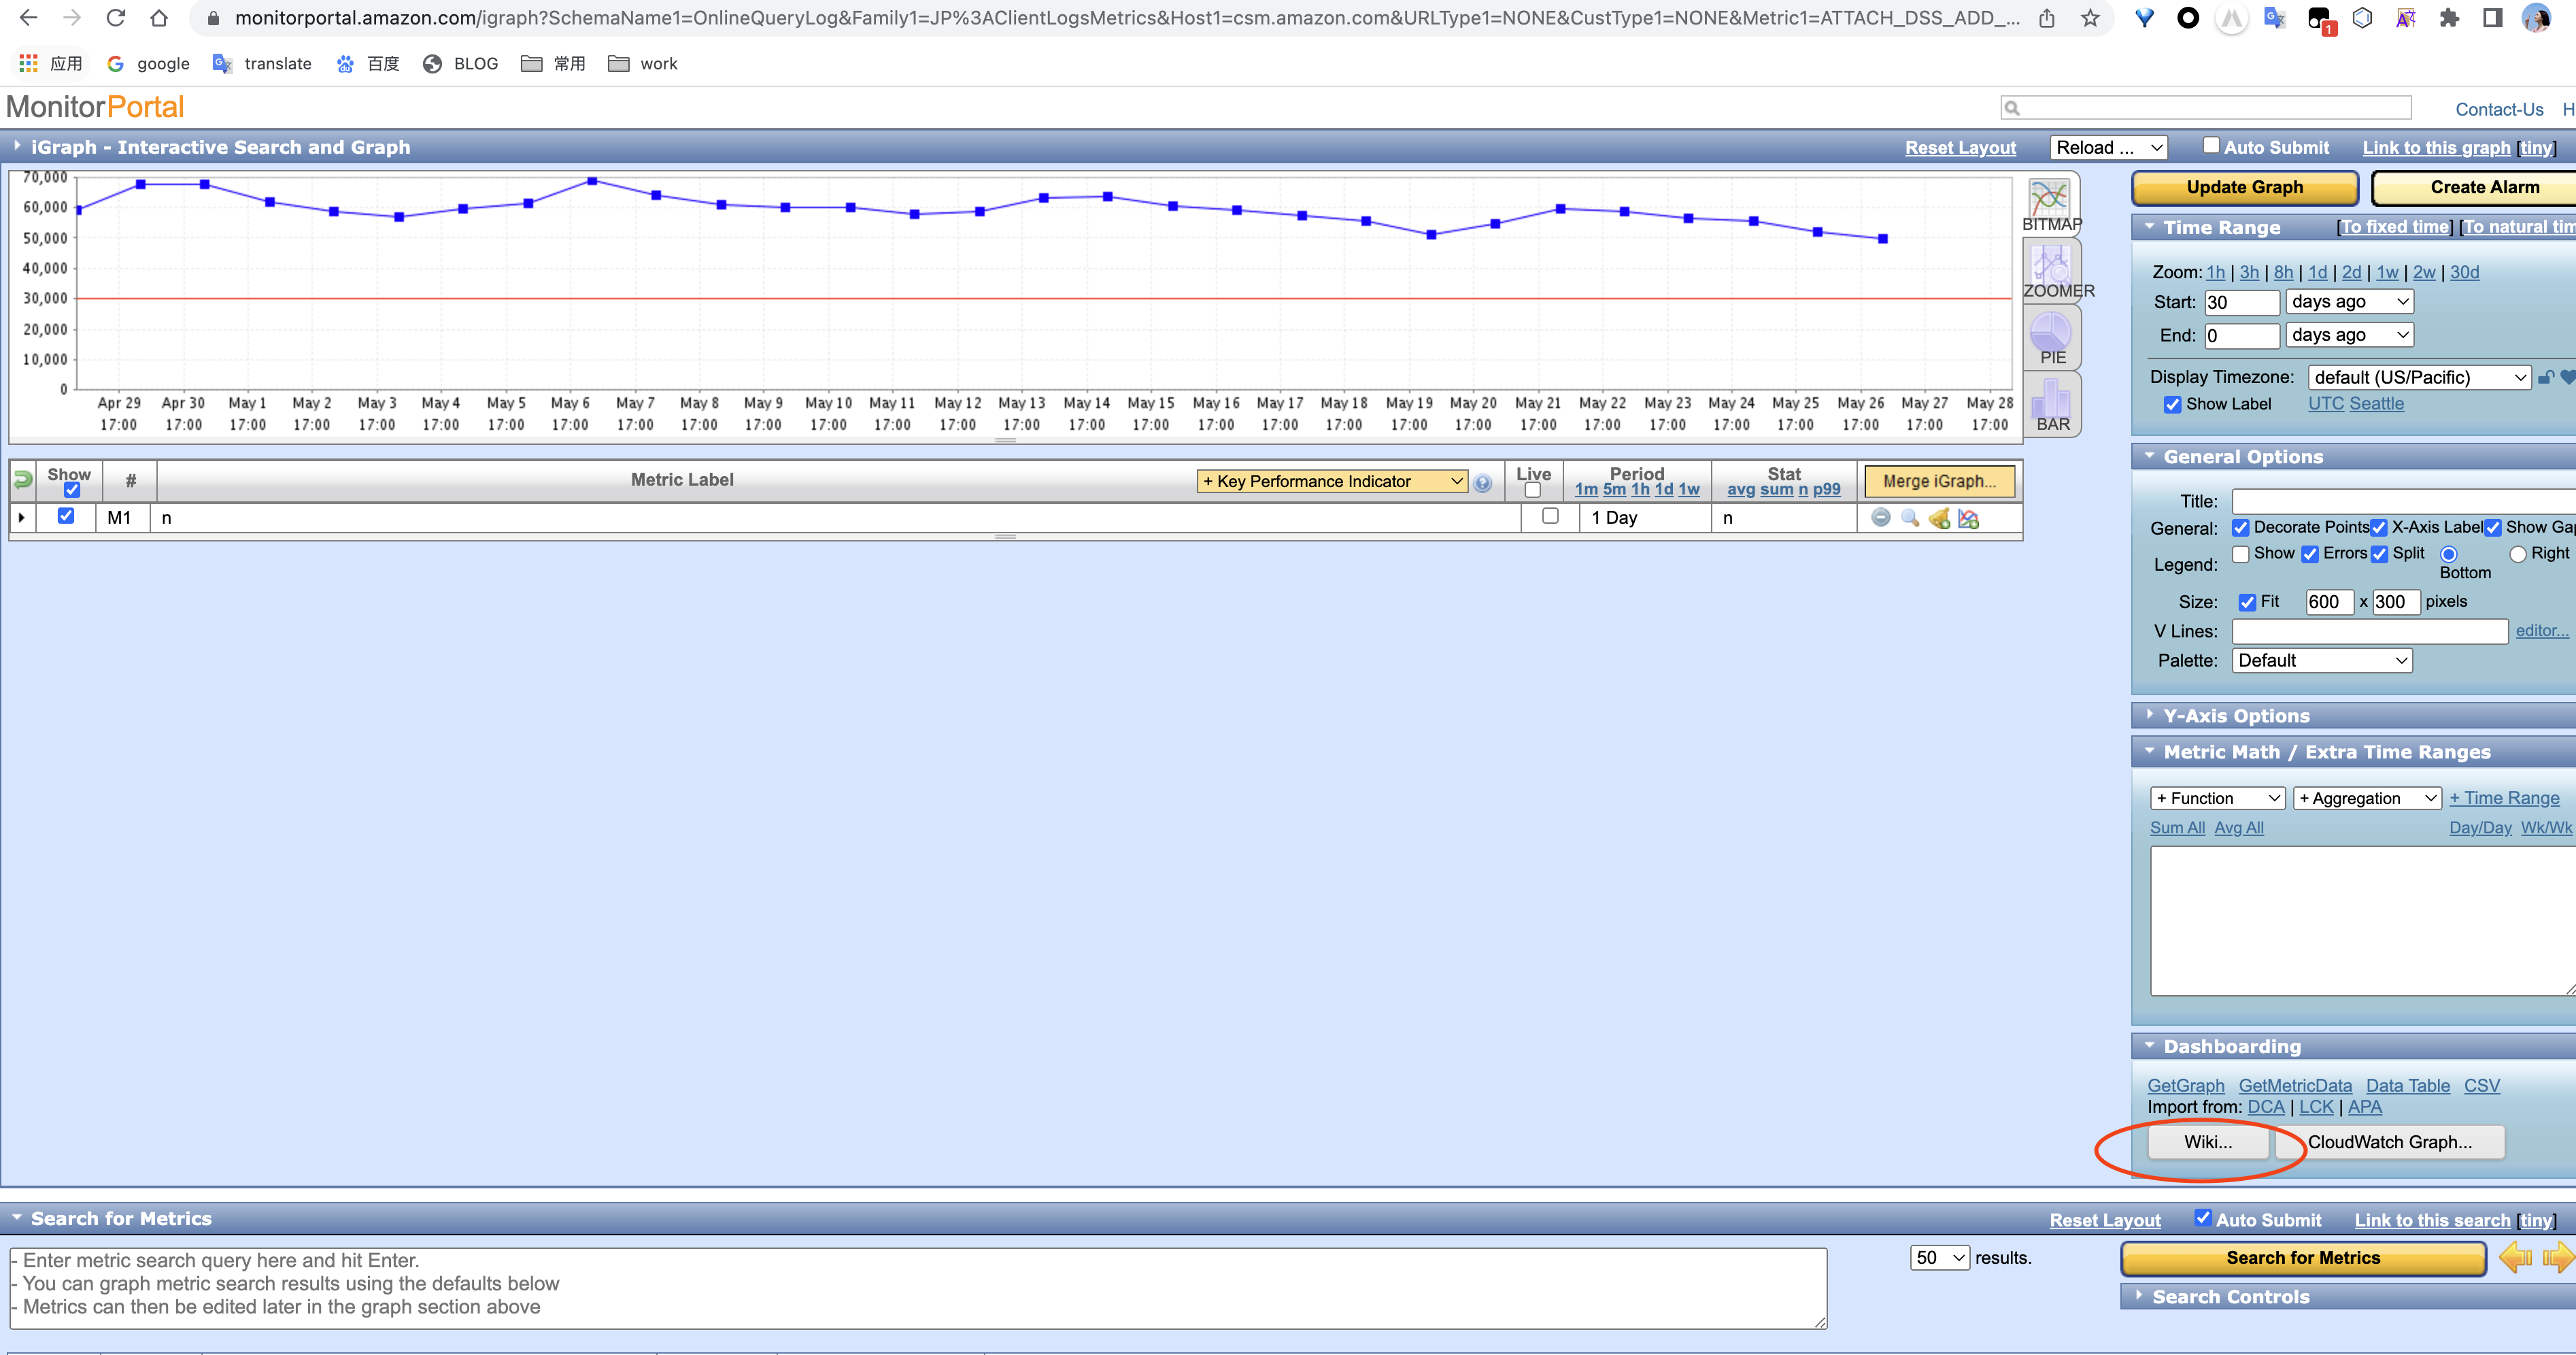 monitorportal.amazon.com/igraph?SchemaName1=OnlineQueryLog&Family1=JP%3AClientLogsMetrics&Host1=csm.amazon.com&URLType1=NONE&CustType1=NONE&Metric1=ATTACH_DSS_ADD_...
1
应用 google translate 百度 BLOG 常用 work
MonitorPortal
Contact-Us H
iGraph - Interactive Search and Graph
Reset Layout Reload ... Auto Submit Link to this graph [tiny]
70,000
60,000
50,000
40,000
30,000
20,000
10,000
0
Apr 29 Apr 30 May 1 May 2 May 3 May 4 May 5 May 6 May 7 May 8 May 9 May 10 May 11 May 12 May 13 May 14 May 15 May 16 May 17 May 18 May 19 May 20 May 21 May 22 May 23 May 24 May 25 May 26 May 27 May 28
17:00 17:00 17:00 17:00 17:00 17:00 17:00 17:00 17:00 17:00 17:00 17:00 17:00 17:00 17:00 17:00 17:00 17:00 17:00 17:00 17:00 17:00 17:00 17:00 17:00 17:00 17:00 17:00 17:00 17:00
BITMAP
ZOOMER
PIE
BAR
Show # Metric Label + Key Performance Indicator ? Live Period Stat Merge iGraph...
1m 5m 1h 1d 1w avg sum n p99
M1 n 1 Day n
Update Graph Create Alarm
Time Range [To fixed time] [To natural tim
Zoom: 1h | 3h | 8h | 1d | 2d | 1w | 2w | 30d
Start: 30 days ago
End: 0 days ago
Display Timezone: default (US/Pacific)
Show Label UTC Seattle
General Options
Title:
General: Decorate Points X-Axis Label Show Ga
Legend: Show Errors Split Bottom Right
Size: Fit 600 x 300 pixels
V Lines: editor...
Palette: Default
Y-Axis Options
Metric Math / Extra Time Ranges
+ Function + Aggregation + Time Range
Sum All Avg All Day/Day Wk/Wk
Dashboarding
GetGraph GetMetricData Data Table CSV
Import from: DCA | LCK | APA
Wiki... CloudWatch Graph...
Search for Metrics
Reset Layout Auto Submit Link to this search [tiny]
- Enter metric search query here and hit Enter.
- You can graph metric search results using the defaults below
- Metrics can then be edited later in the graph section above
50 results.
Search for Metrics
Search Controls